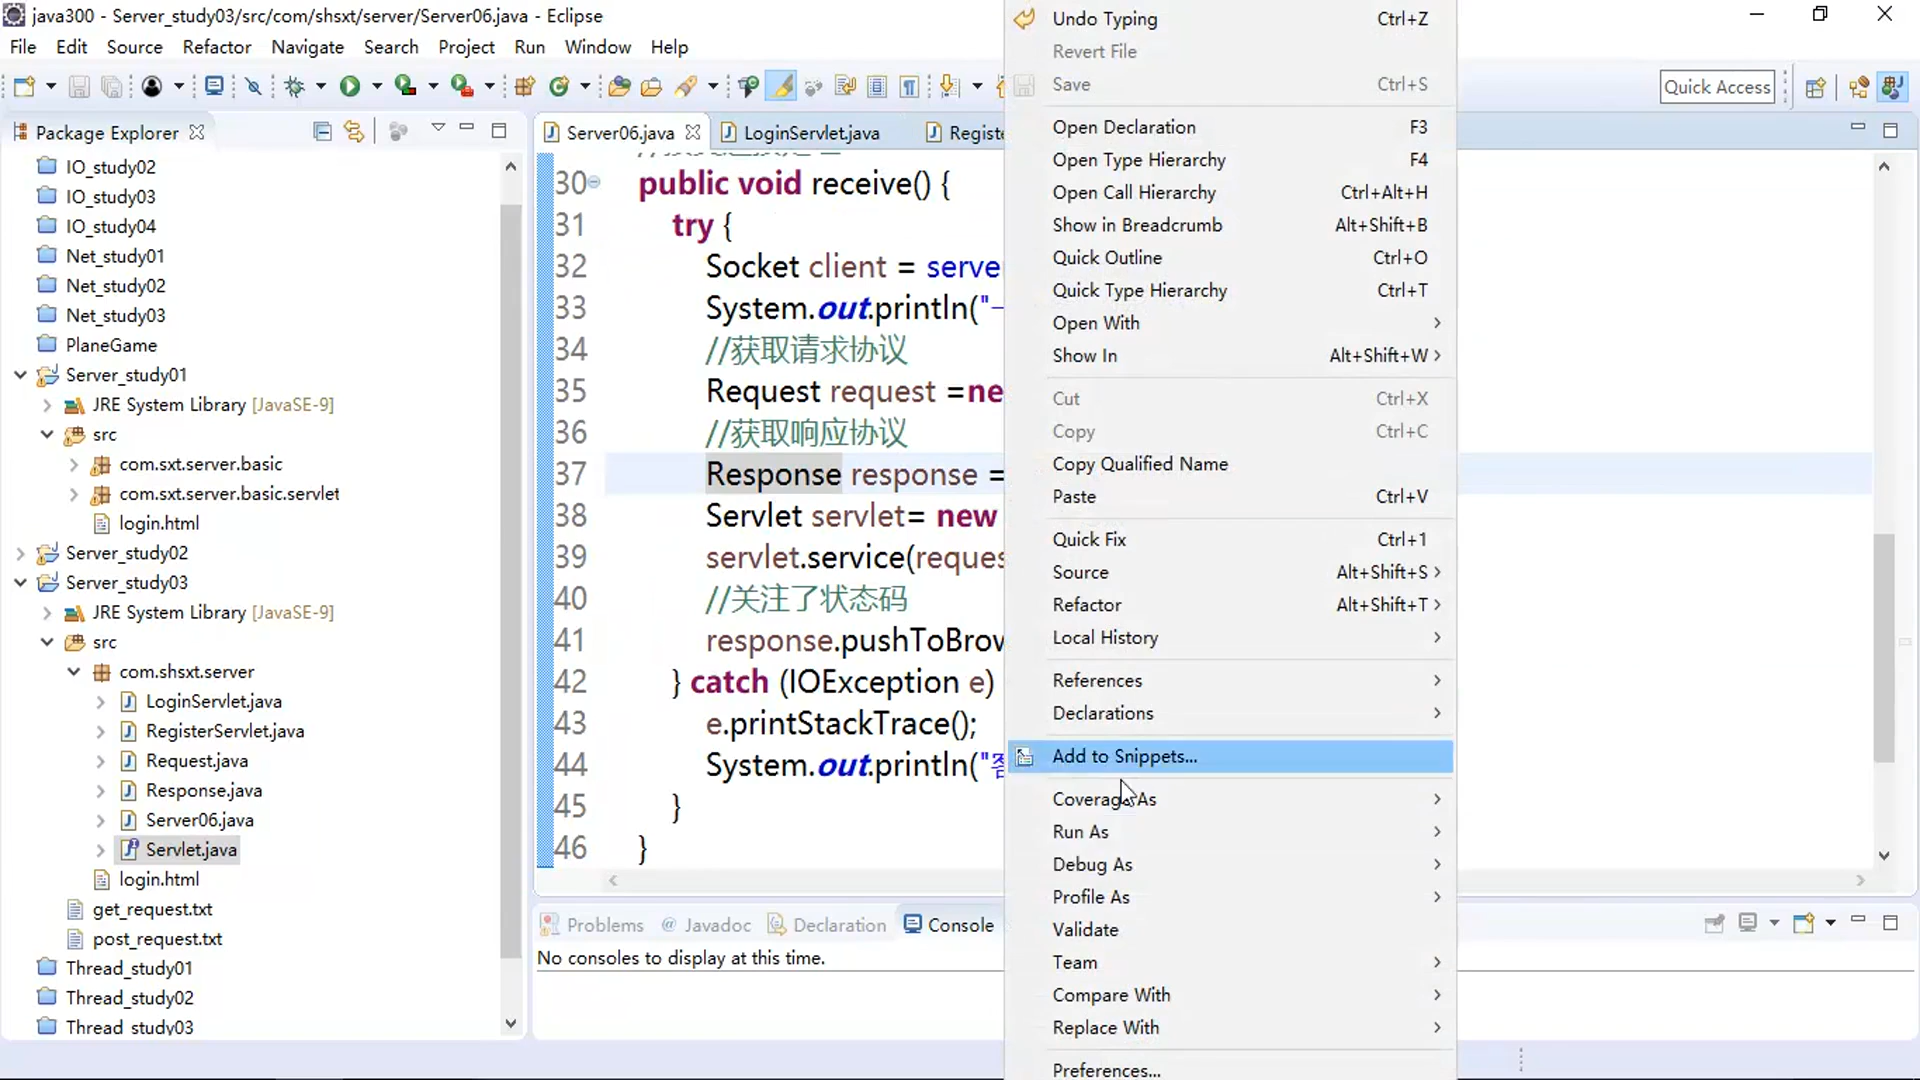 java300 - Server_study03/src/com/shsxt/server/Server06.java - Eclipse
File Edit Source Refactor Navigate Search Project Run Window Help
Quick Access
Package Explorer
IO_study02
IO_study03
IO_study04
Net_study01
Net_study02
Net_study03
PlaneGame
Server_study01
JRE System Library [JavaSE-9]
src
com.sxt.server.basic
com.sxt.server.basic.servlet
login.html
Server_study02
Server_study03
JRE System Library [JavaSE-9]
src
com.shsxt.server
LoginServlet.java
RegisterServlet.java
Request.java
Response.java
Server06.java
Servlet.java
login.html
get_request.txt
post_request.txt
Thread_study01
Thread_study02
Thread_study03
Server06.java LoginServlet.java Registe
30 public void receive() {
31 try {
32 Socket client = serve
33 System.out.println("一
34 //获取请求协议
35 Request request =ne
36 //获取响应协议
37 Response response =
38 Servlet servlet= new
39 servlet.service(reques
40 //关注了状态码
41 response.pushToBrow
42 } catch (IOException e)
43 e.printStackTrace();
44 System.out.println("客
45 }
46 }
Problems @ Javadoc Declaration Console
No consoles to display at this time.
Undo Typing Ctrl+Z
Revert File
Save Ctrl+S
Open Declaration F3
Open Type Hierarchy F4
Open Call Hierarchy Ctrl+Alt+H
Show in Breadcrumb Alt+Shift+B
Quick Outline Ctrl+O
Quick Type Hierarchy Ctrl+T
Open With
Show In Alt+Shift+W
Cut Ctrl+X
Copy Ctrl+C
Copy Qualified Name
Paste Ctrl+V
Quick Fix Ctrl+1
Source Alt+Shift+S
Refactor Alt+Shift+T
Local History
References
Declarations
Add to Snippets...
Coverage As
Run As
Debug As
Profile As
Validate
Team
Compare With
Replace With
Preferences...